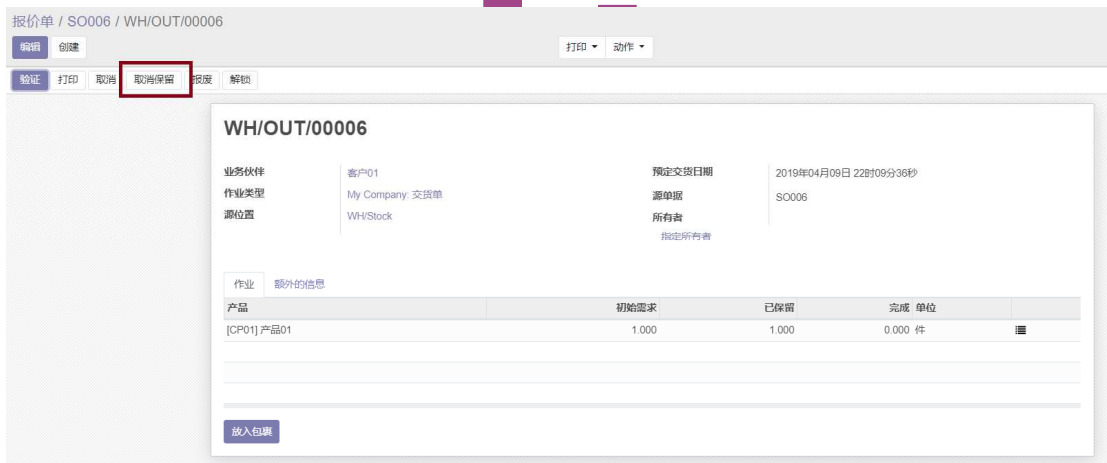 报价单 / SO006 / WH/OUT/00006
编辑 创建 打印 动作
验证 打印 取消 取消保留 报废 解锁
WH/OUT/00006
业务伙伴 客户01 预定交货日期 2019年04月09日 22时09分36秒
作业类型 My Company: 交货单 源单据 SO006
源位置 WH/Stock 所有者
指定所有者
作业 额外的信息
产品 初始需求 已保留 完成 单位
[CP01] 产品01 1.000 1.000 0.000 件
放入包裹